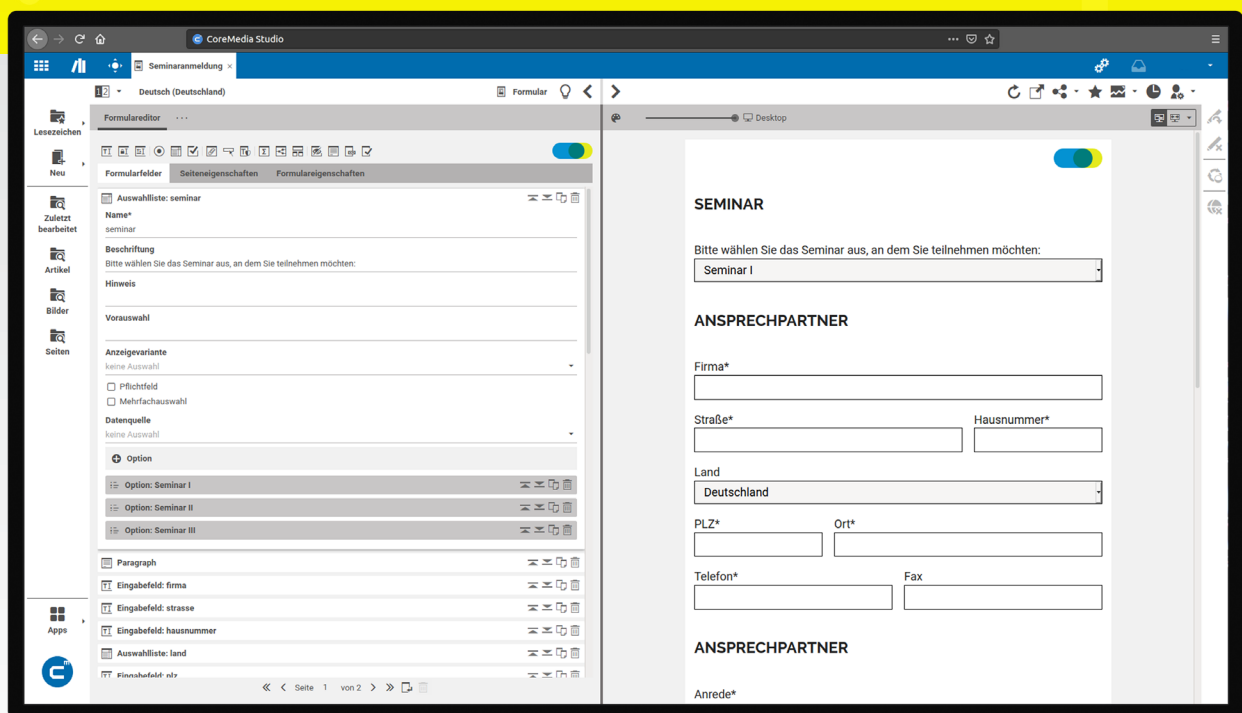 CoreMedia Studio
Seminaranmeldung ×
12 Deutsch (Deutschland)
Formular
Lesezeichen
Neu
Zuletzt
bearbeitet
Artikel
Bilder
Seiten
Apps
Formulareditor ...
Formularfelder Seiteneigenschaften Formulareigenschaften
Auswahlliste: seminar
Name*
seminar
Beschriftung
Bitte wählen Sie das Seminar aus, an dem Sie teilnehmen möchten:
Hinweis
Vorauswahl
Anzeigevariante
keine Auswahl
Pflichtfeld
Mehrfachauswahl
Datenquelle
keine Auswahl
Option
Option: Seminar I
Option: Seminar II
Option: Seminar III
Paragraph
Eingabefeld: firma
Eingabefeld: strasse
Eingabefeld: hausnummer
Auswahlliste: land
Eingabefeld: plz
Seite 1 von 2
Desktop
SEMINAR
Bitte wählen Sie das Seminar aus, an dem Sie teilnehmen möchten:
Seminar I
ANSPRECHPARTNER
Firma*
Straße* Hausnummer*
Land
Deutschland
PLZ* Ort*
Telefon* Fax
ANSPRECHPARTNER
Anrede*